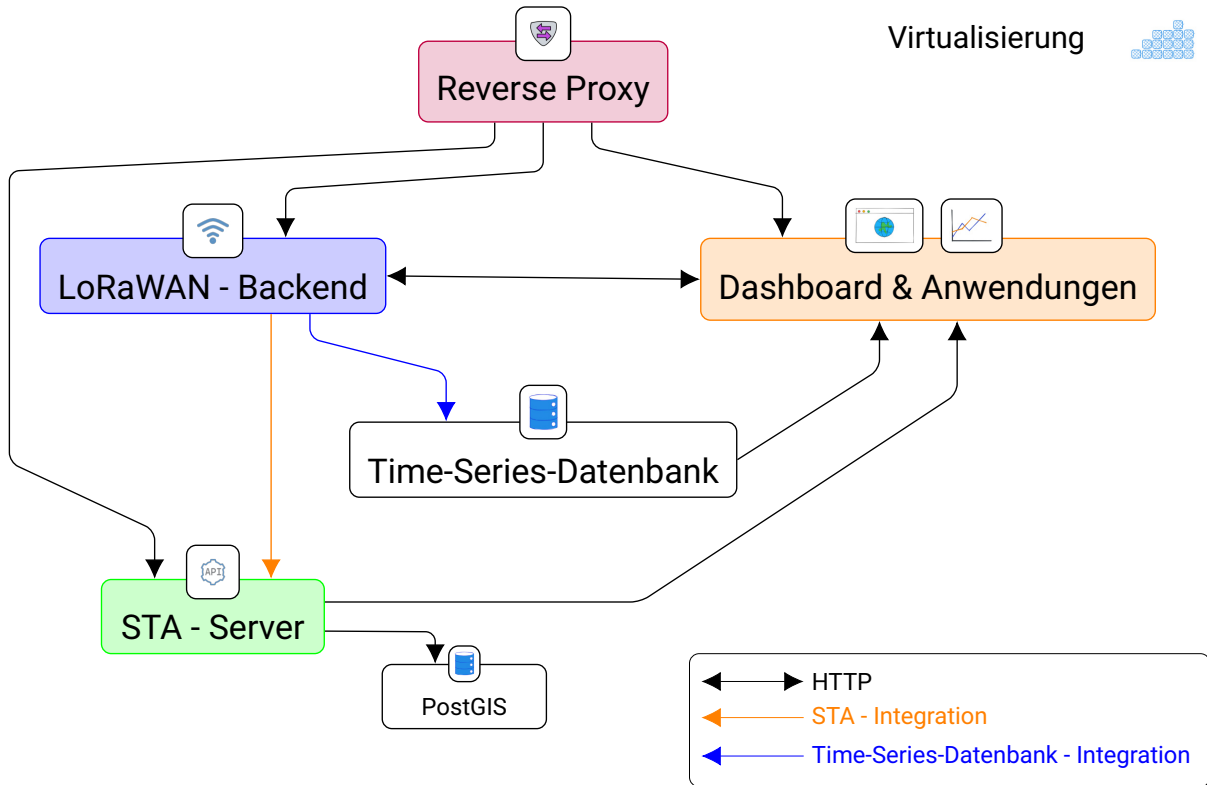 Virtualisierung
Reverse Proxy
LoRaWAN - Backend
Dashboard & Anwendungen
Time-Series-Datenbank
API
STA - Server
PostGIS
HTTP
STA - Integration
Time-Series-Datenbank - Integration